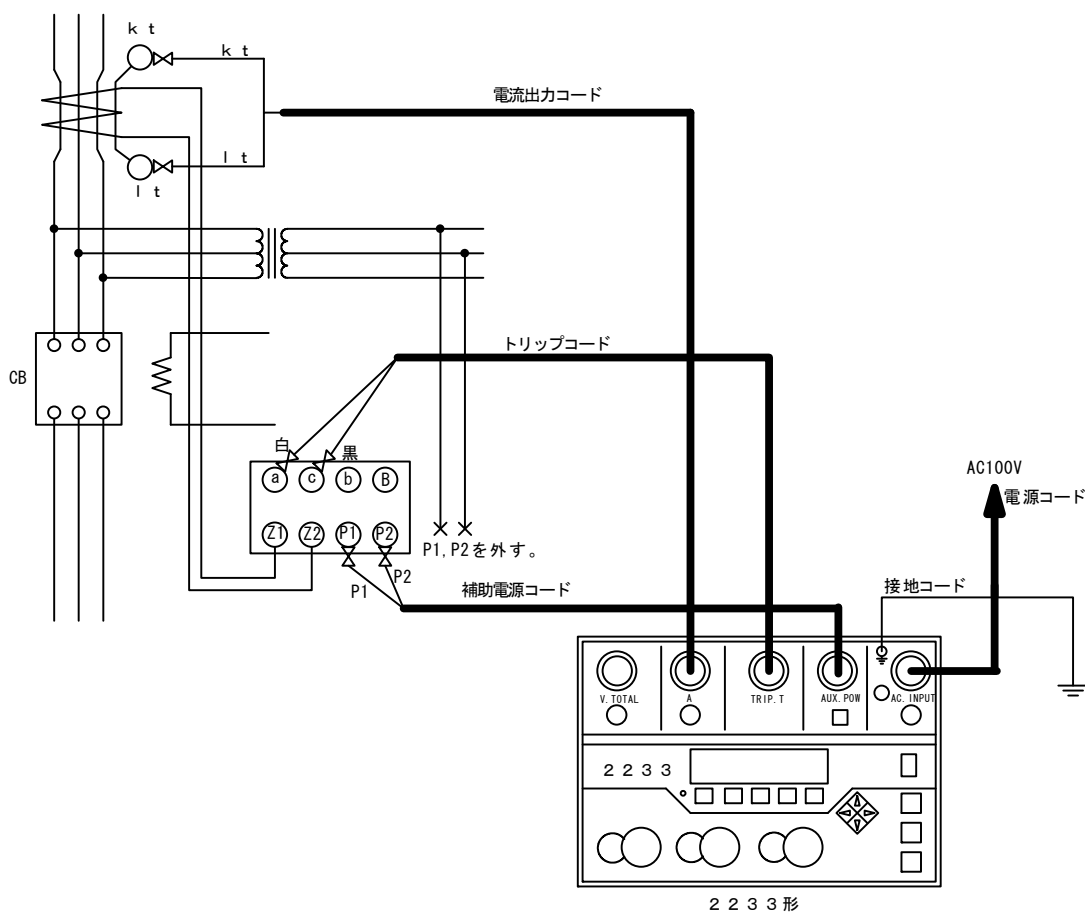 ｋ ｔ
ｋ ｔ
電流出力コード
ｌ ｔ
ｌ ｔ
トリップコード
CB
白
黒
a
c
b
B
AC100V
電源コード
Z1
Z2
P1
P2
P1,P2を外す。
P1
P2
補助電源コード
接地コード
V.TOTAL
A
TRIP.T
AUX.POW
AC.INPUT
２２３３
２２３３形